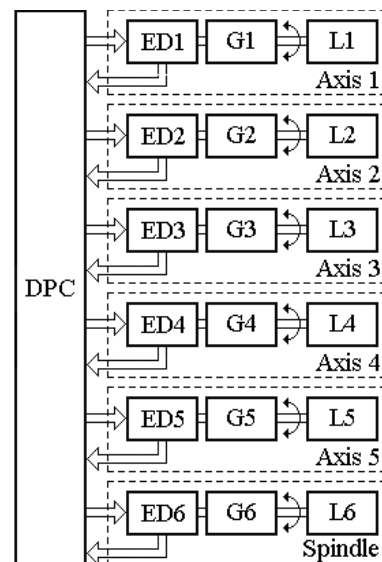 ED1 G1 L1
Axis 1
ED2 G2 L2
Axis 2
ED3 G3 L3
Axis 3
DPC
ED4 G4 L4
Axis 4
ED5 G5 L5
Axis 5
ED6 G6 L6
Spindle